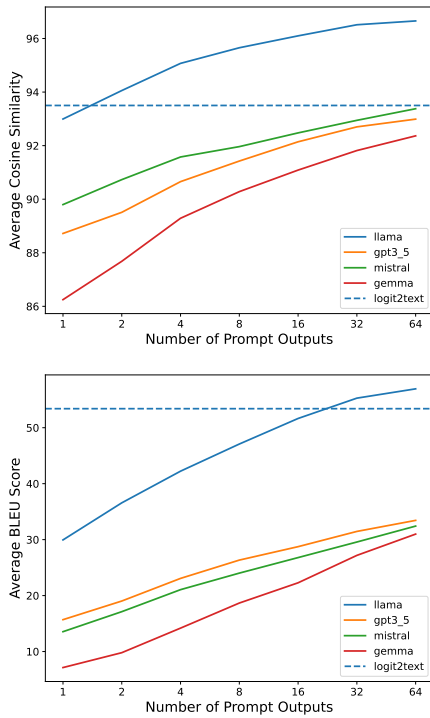 96
94
92
90
88
86
Average Cosine Similarity
llama
gpt3_5
mistral
gemma
logit2text
1 2 4 8 16 32 64
Number of Prompt Outputs
50
40
30
20
10
Average BLEU Score
llama
gpt3_5
mistral
gemma
logit2text
1 2 4 8 16 32 64
Number of Prompt Outputs